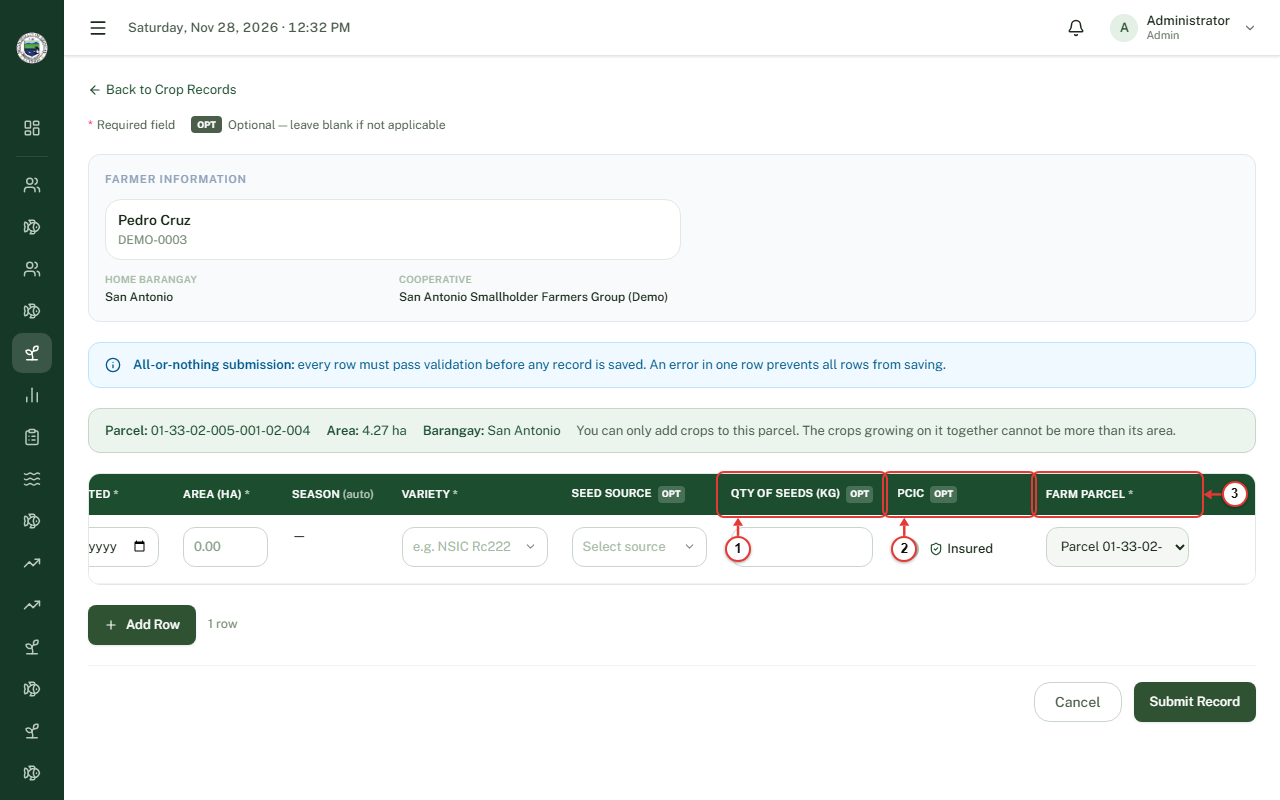 Saturday, Nov 28, 2026 · 12:32 PM
A
Administrator
Admin
Back to Crop Records
* Required field OPT Optional — leave blank if not applicable
FARMER INFORMATION
Pedro Cruz
DEMO-0003
HOME BARANGAY COOPERATIVE
San Antonio San Antonio Smallholder Farmers Group (Demo)
All-or-nothing submission: every row must pass validation before any record is saved. An error in one row prevents all rows from saving.
Parcel: 01-33-02-005-001-02-004 Area: 4.27 ha Barangay: San Antonio You can only add crops to this parcel. The crops growing on it together cannot be more than its area.
TED * AREA (HA) * SEASON (auto) VARIETY * SEED SOURCE OPT QTY OF SEEDS (KG) OPT PCIC OPT FARM PARCEL * 3
yyyy 0.00 — e.g. NSIC Rc222 Select source 1 2 Insured Parcel 01-33-02-
+ Add Row 1 row
Cancel Submit Record